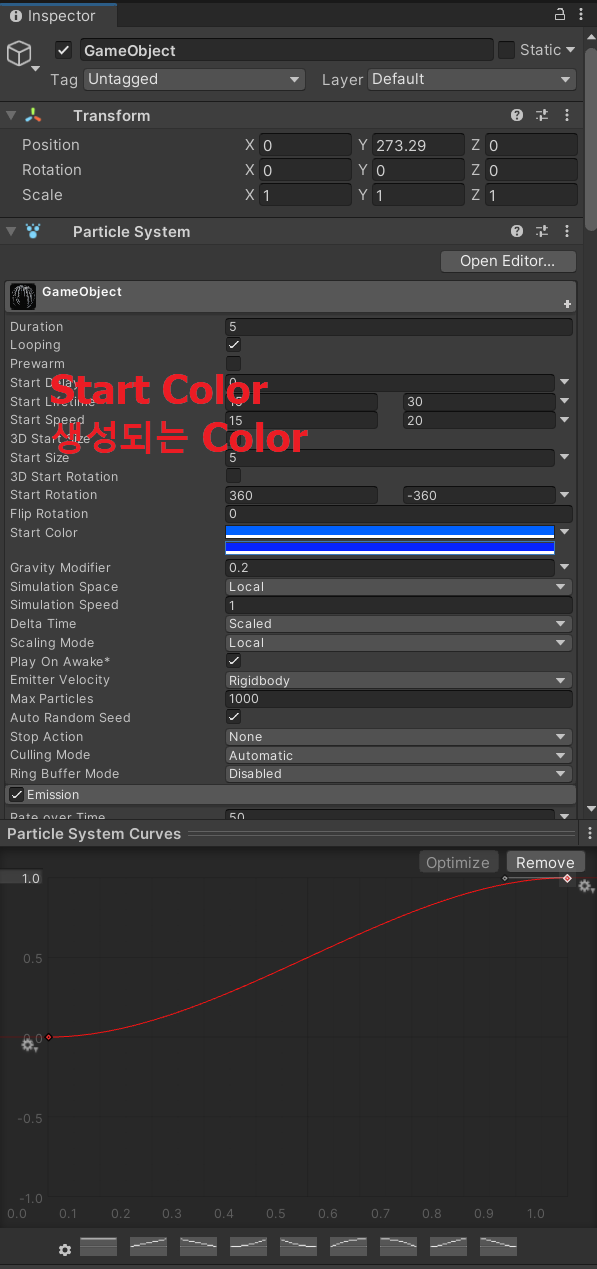 Inspector
GameObject
Static
Tag Untagged Layer Default
Transform
Position X 0 Y 273.29 Z 0
Rotation X 0 Y 0 Z 0
Scale X 1 Y 1 Z 1
Particle System
Open Editor...
GameObject
Duration 5
Looping
Prewarm
Start Delay 0
Start Color
Start Lifetime 30
Start Speed 15 20
생성되는 Color
3D Start Size
Start Size 5
3D Start Rotation
Start Rotation 360 -360
Flip Rotation 0
Start Color
Gravity Modifier 0.2
Simulation Space Local
Simulation Speed 1
Delta Time Scaled
Scaling Mode Local
Play On Awake*
Emitter Velocity Rigidbody
Max Particles 1000
Auto Random Seed
Stop Action None
Culling Mode Automatic
Ring Buffer Mode Disabled
Emission
Rate over Time 50
Particle System Curves
Optimize Remove
1.0
0.5
0.0
-0.5
-1.0
0.0 0.1 0.2 0.3 0.4 0.5 0.6 0.7 0.8 0.9 1.0